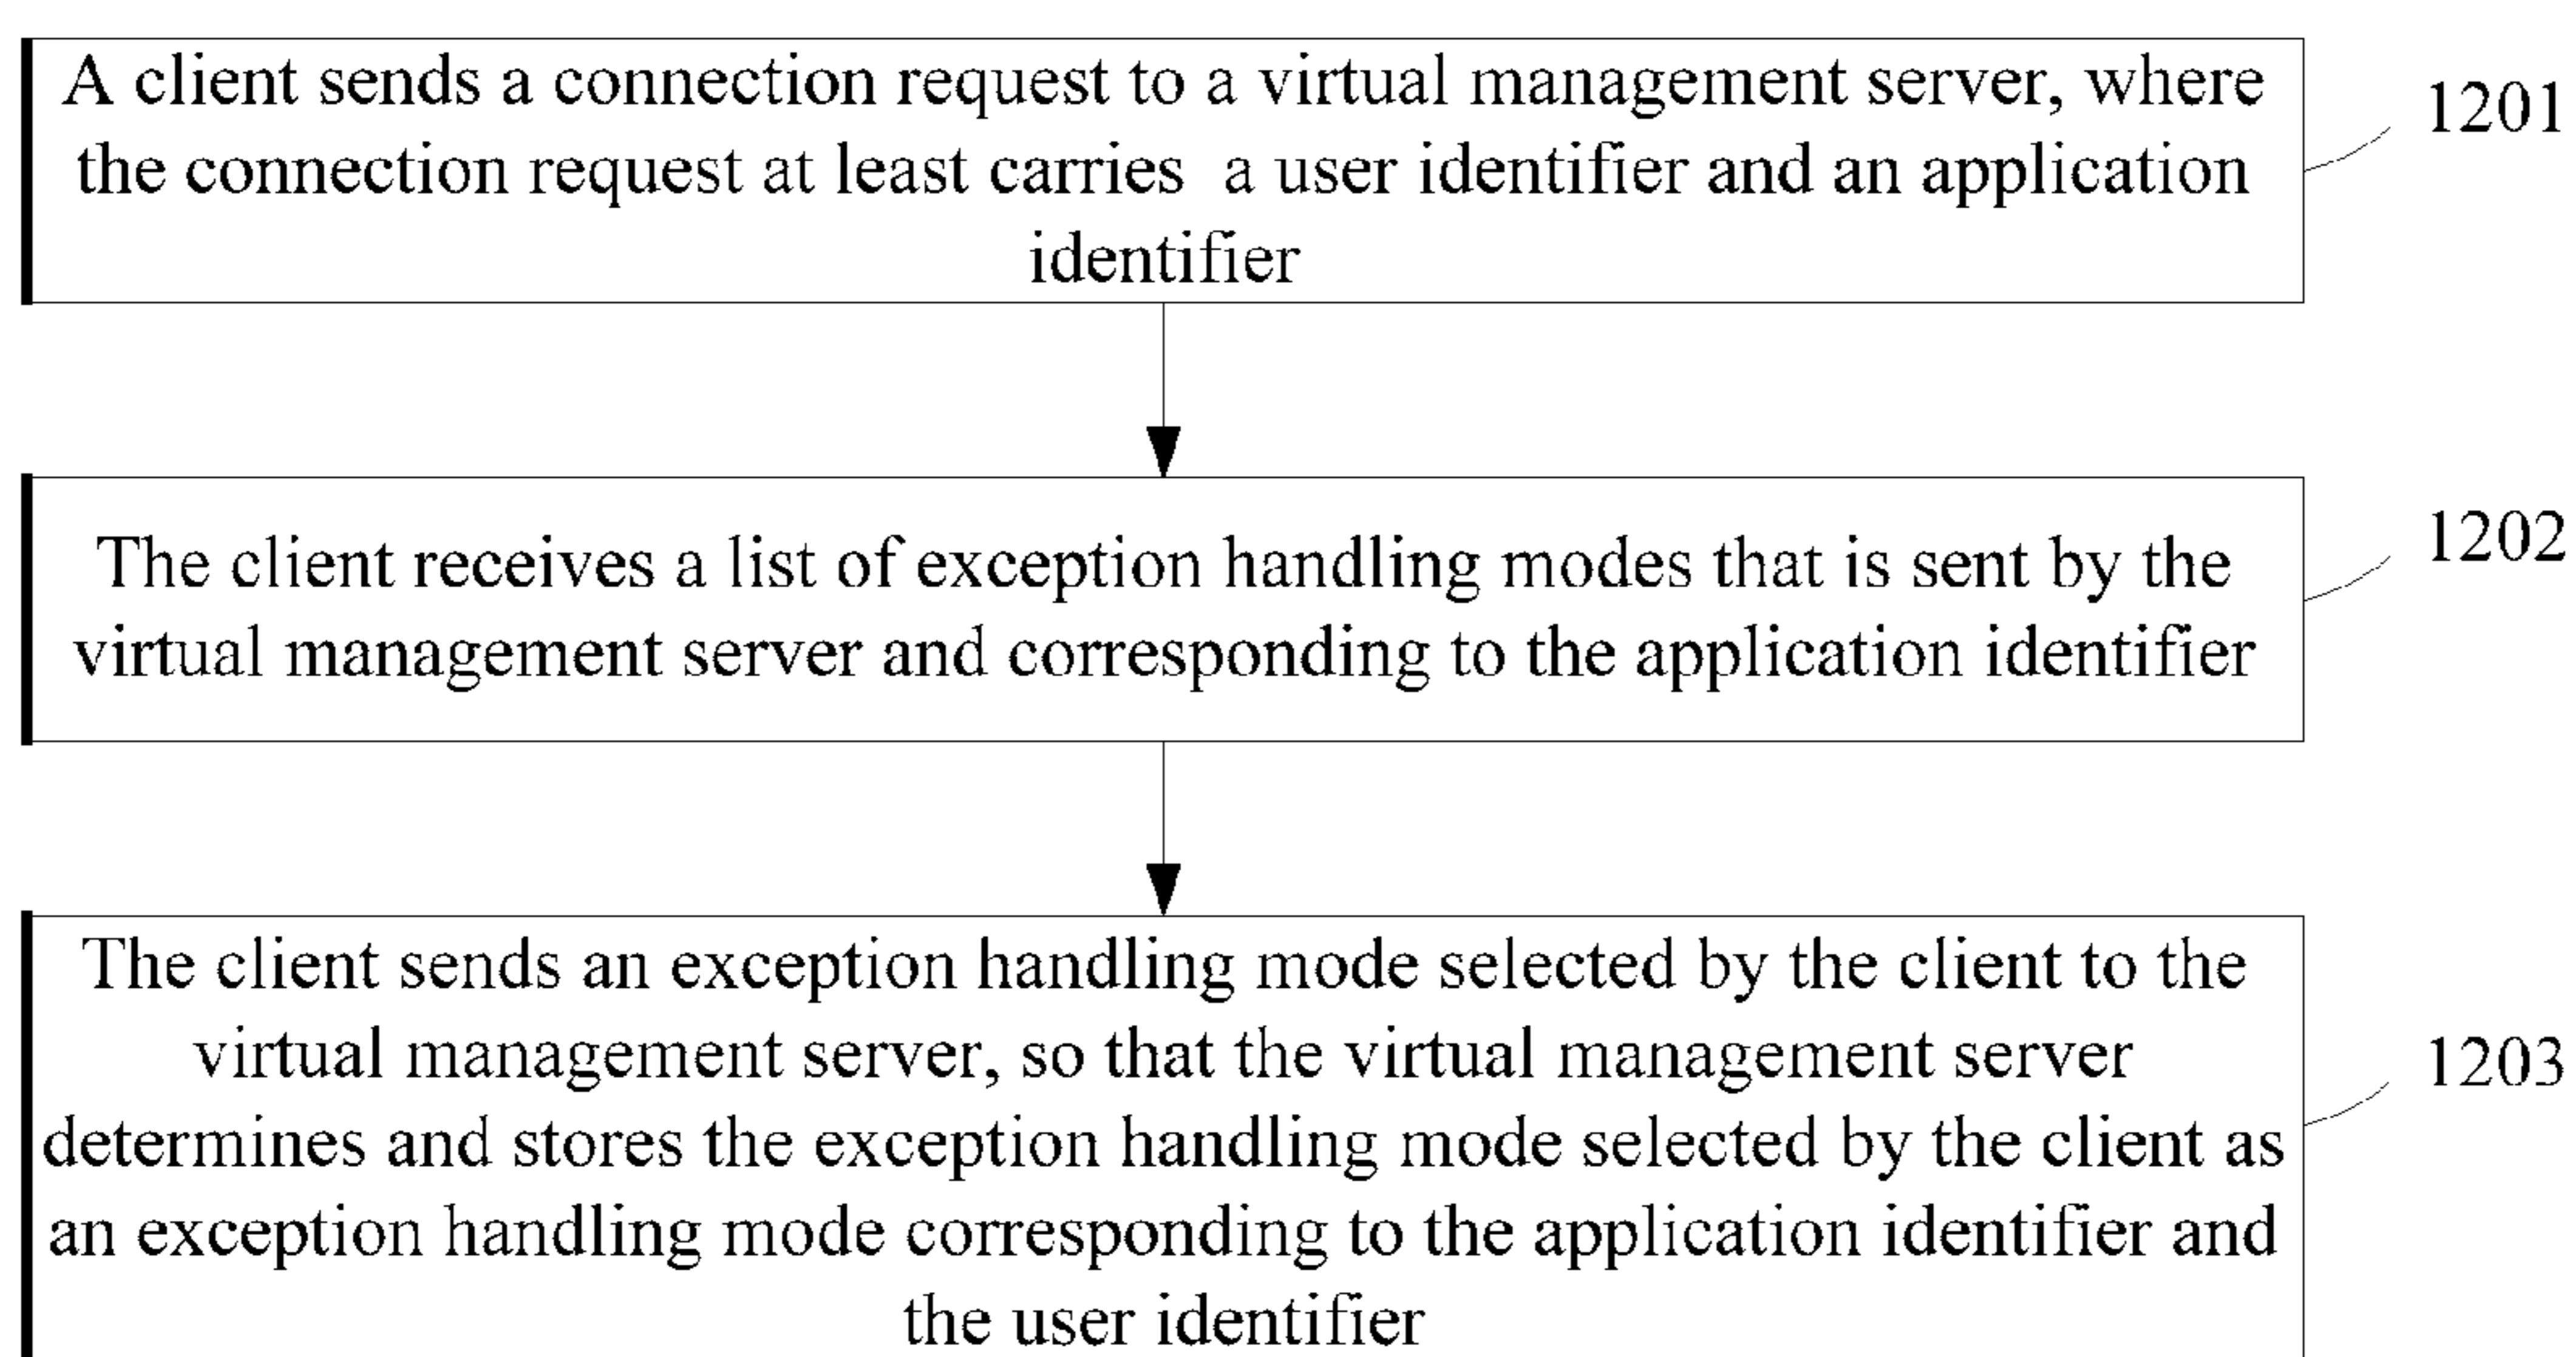 A client sends a connection request to a virtual management server, where
the connection request at least carries a user identifier and an application
identifier
1201
The client receives a list of exception handling modes that is sent by the
virtual management server and corresponding to the application identifier
1202
The client sends an exception handling mode selected by the client to the
virtual management server, so that the virtual management server
determines and stores the exception handling mode selected by the client as
an exception handling mode corresponding to the application identifier and
the user identifier
1203